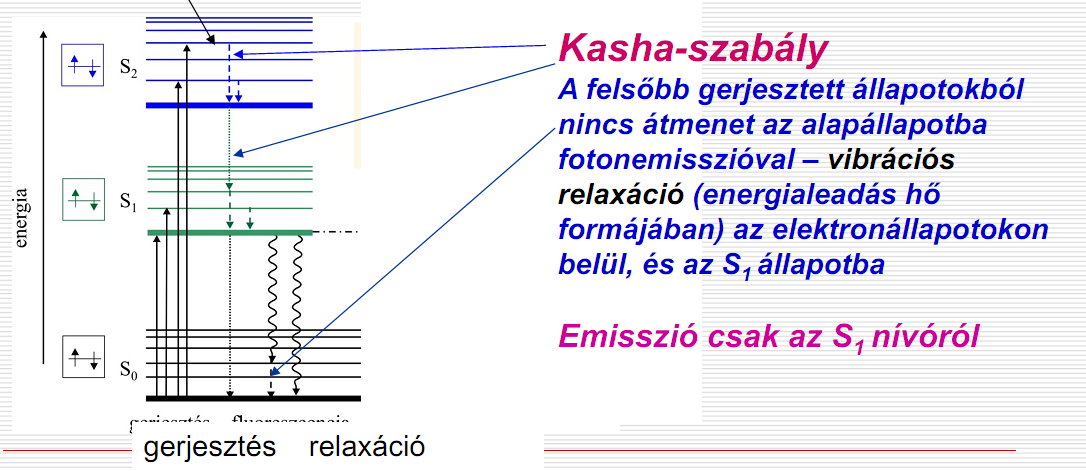 Kasha-szabály
A felsőbb gerjesztett állapotokból
nincs átmenet az alapállapotba
fotonemisszióval – vibrációs
relaxáció (energialeadás hő
formájában) az elektronállapotokon
belül, és az S1 állapotba
Emisszió csak az S1 nívóról
energia
S2
S1
S0
gerjesztés relaxáció